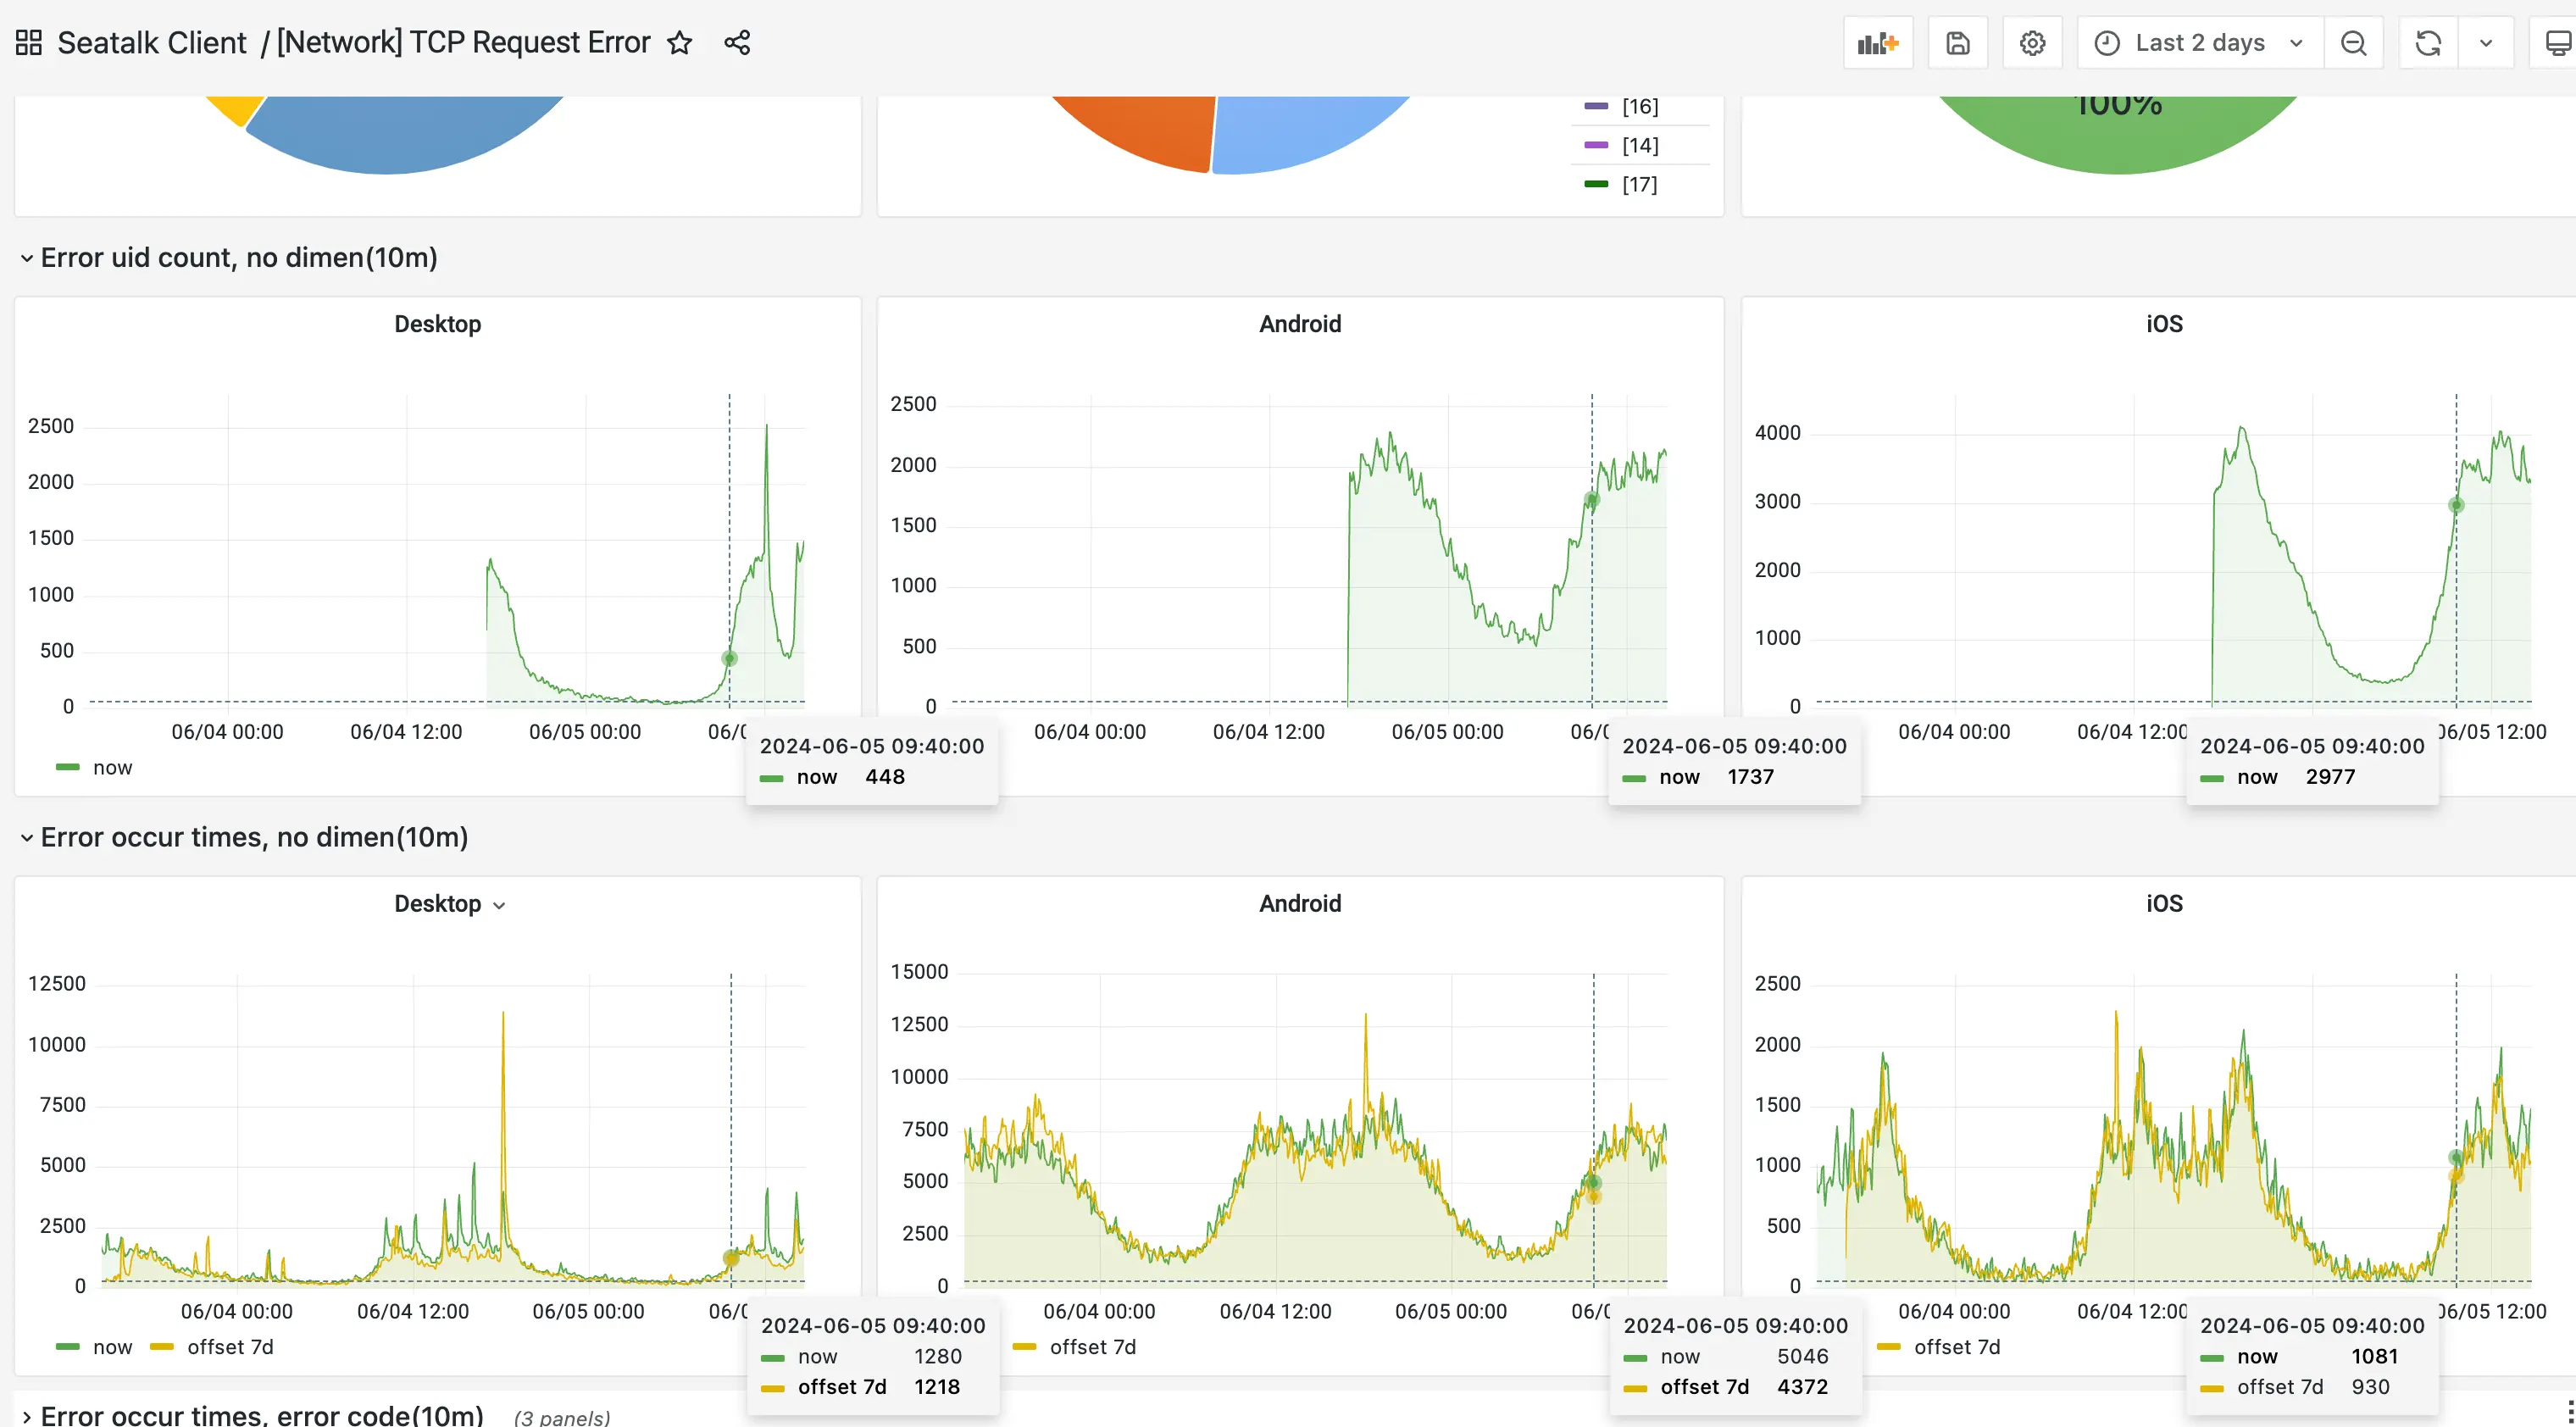 Seatalk Client / [Network] TCP Request Error
Last 2 days
[16]
[14]
[17]
100%
Error uid count, no dimen(10m)
Desktop
2500
2000
1500
1000
500
0
06/04 00:00 06/04 12:00 06/05 00:00 06/0
now
2024-06-05 09:40:00
now 448
Android
2500
2000
1500
1000
500
0
06/04 00:00 06/04 12:00 06/05 00:00 06/0
2024-06-05 09:40:00
now 1737
iOS
4000
3000
2000
1000
0
06/04 00:00 06/04 12:00 06/05 12:00
2024-06-05 09:40:00
now 2977
Error occur times, no dimen(10m)
Desktop
12500
10000
7500
5000
2500
0
06/04 00:00 06/04 12:00 06/05 00:00 06/0
now offset 7d
2024-06-05 09:40:00
now 1280
offset 7d 1218
Android
15000
12500
10000
7500
5000
2500
0
06/04 00:00 06/04 12:00 06/05 00:00 06/0
offset 7d
2024-06-05 09:40:00
now 5046
offset 7d 4372
iOS
2500
2000
1500
1000
500
0
06/04 00:00 06/04 12:00 06/05 12:00
offset 7d
2024-06-05 09:40:00
now 1081
offset 7d 930
Error occur times, error code(10m) (3 panels)